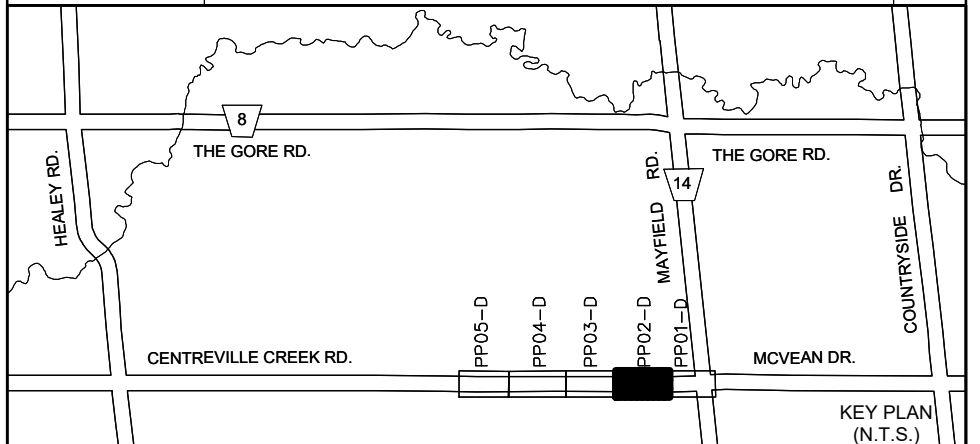 8
THE GORE RD.
THE GORE RD.
HEALEY RD.
14
MAYFIELD RD.
COUNTRYSIDE DR.
PP05-D
PP04-D
PP03-D
PP02-D
PP01-D
CENTREVILLE CREEK RD.
MCVEAN DR.
KEY PLAN
(N.T.S.)